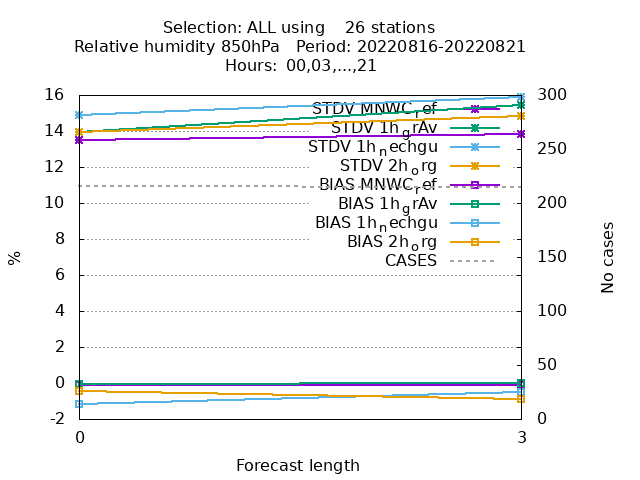 Selection: ALL using 26 stations
Relative humidity 850hPa Period: 20220816-20220821
Hours: 00,03,...,21
16
14
12
10
8
6
4
2
0
-2
%
300
250
200
150
100
50
0
No cases
STDV MNWC_ref
STDV 1h_grAv
STDV 1h_nechgu
STDV 2h_org
BIAS MNWC_ref
BIAS 1h_grAv
BIAS 1h_nechgu
BIAS 2h_org
CASES
0 3
Forecast length